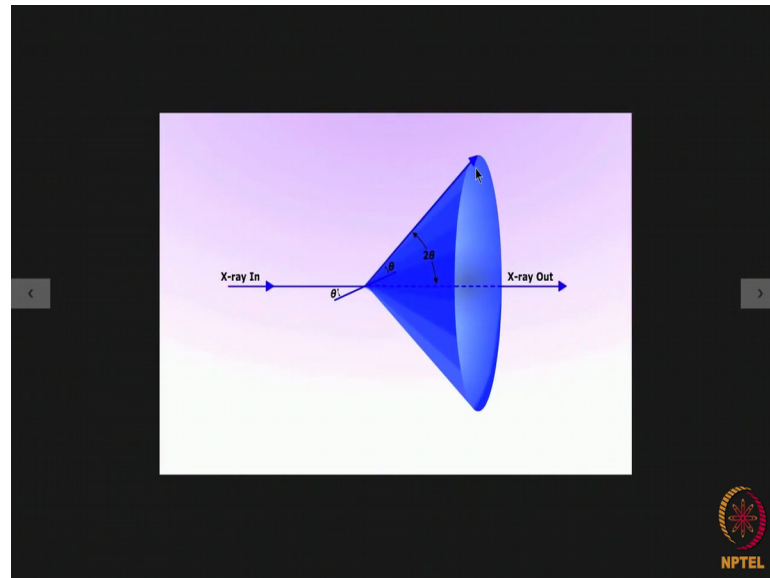 2θ
θ
X-ray In
X-ray Out
θ
NPTEL